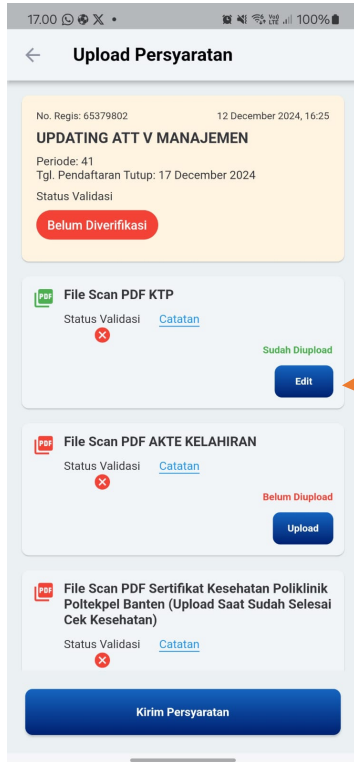 17.00
VoI) LTE 100%
Upload Persyaratan
No. Regis: 65379802 12 December 2024, 16:25
UPDATING ATT V MANAJEMEN
Periode: 41
Tgl. Pendaftaran Tutup: 17 December 2024
Status Validasi
Belum Diverifikasi
PDF File Scan PDF KTP
Status Validasi Catatan
Sudah Diupload
Edit
PDF File Scan PDF AKTE KELAHIRAN
Status Validasi Catatan
Belum Diupload
Upload
PDF File Scan PDF Sertifikat Kesehatan Poliklinik
Poltekpel Banten (Upload Saat Sudah Selesai
Cek Kesehatan)
Status Validasi Catatan
Kirim Persyaratan